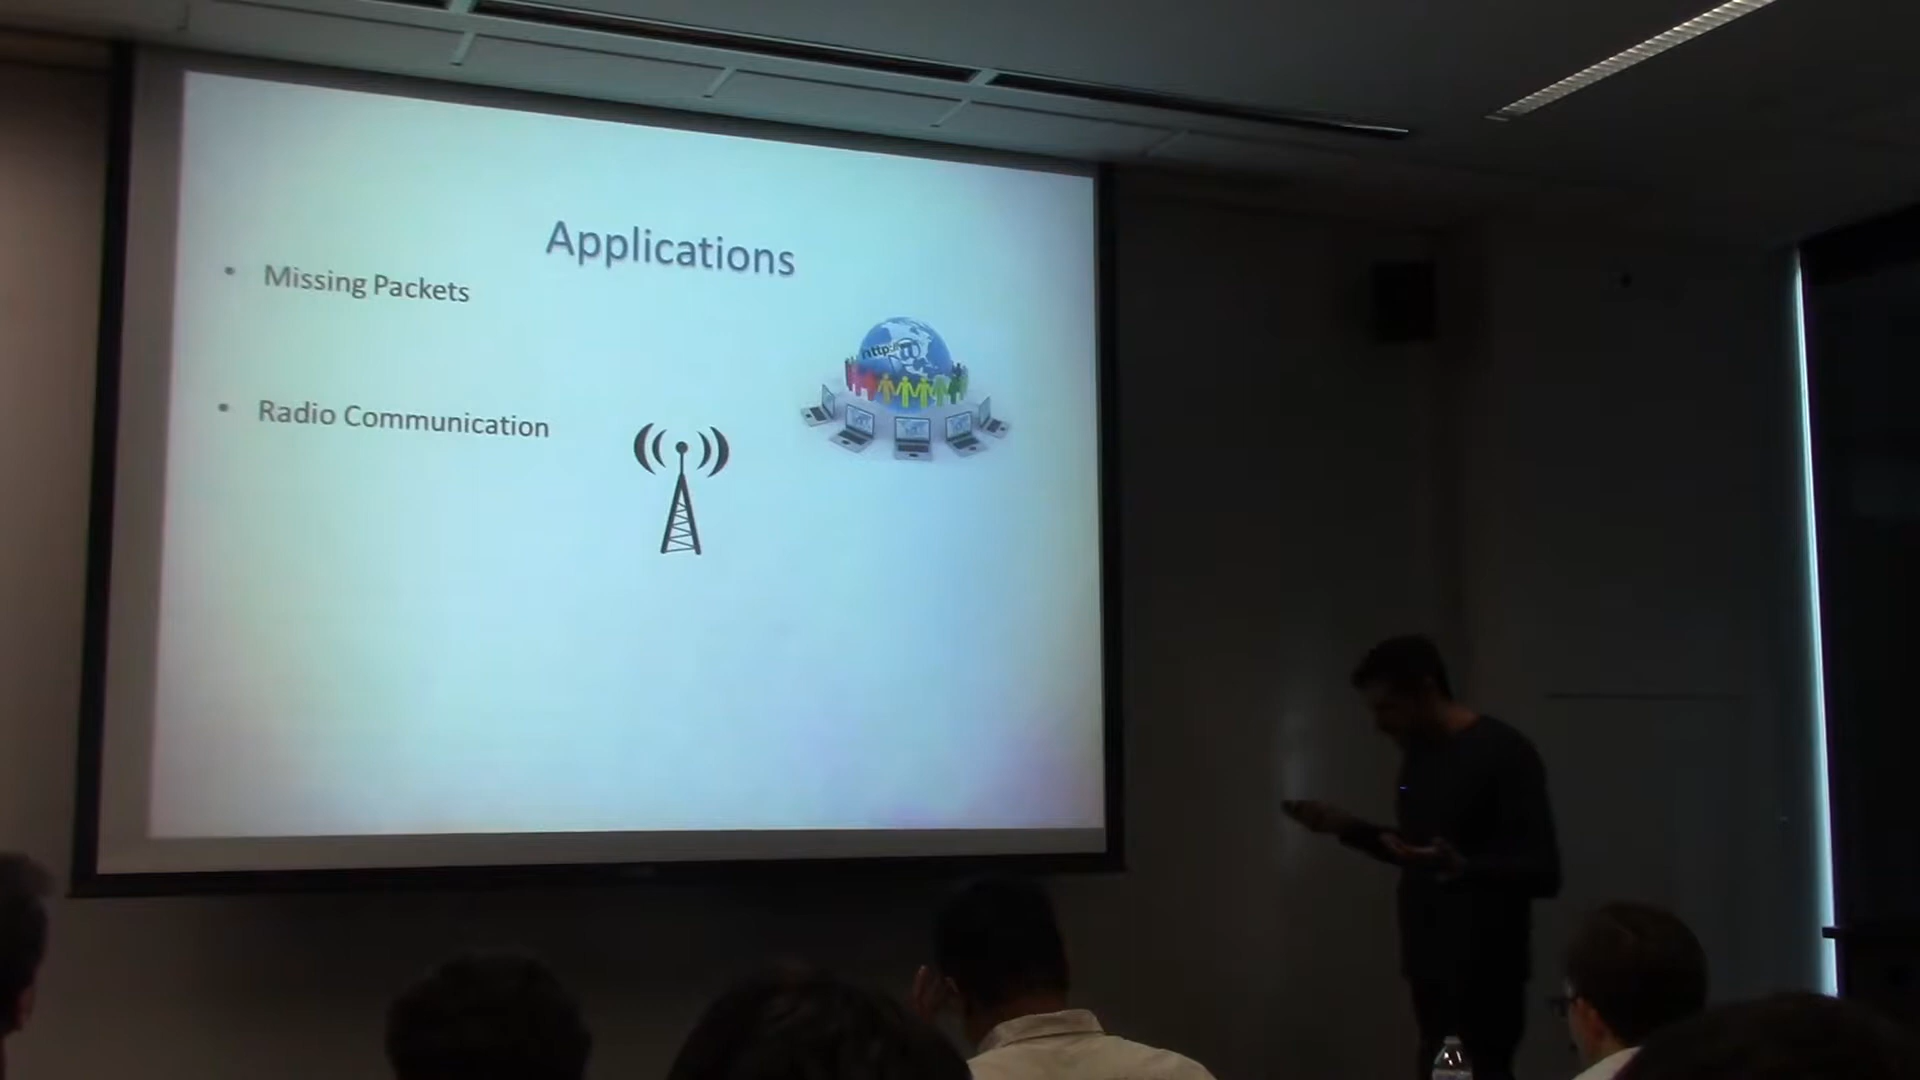 Applications
• Missing Packets
http://
@
• Radio Communication